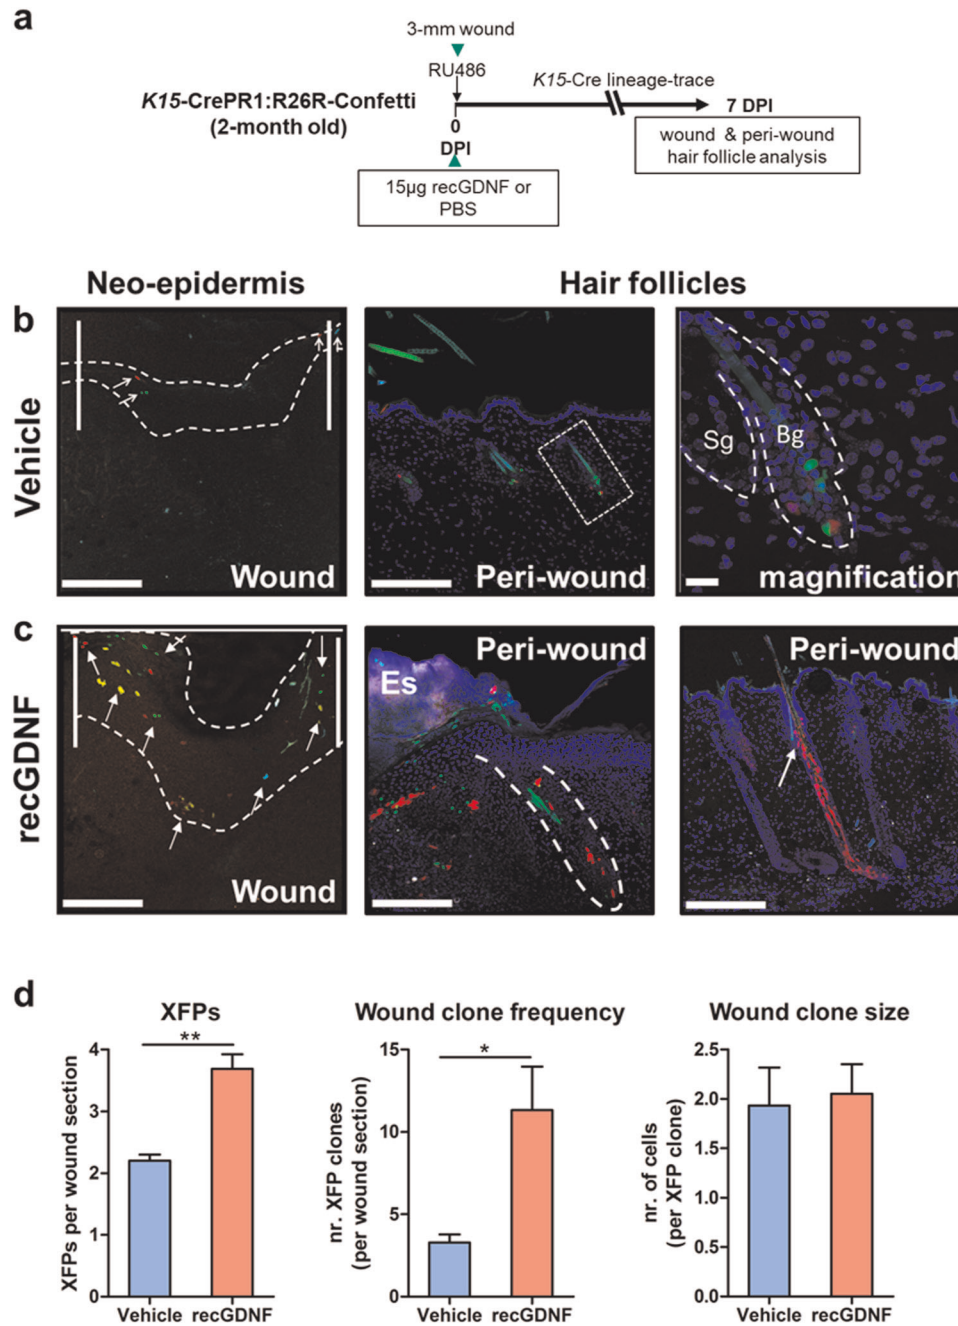 a
3-mm wound
RU486
K15-CrePR1:R26R-Confetti
(2-month old)
K15-Cre lineage-trace
7 DPI
0
DPI
wound & peri-wound
hair follicle analysis
15µg recGDNF or
PBS
Neo-epidermis
Hair follicles
b
Vehicle
Wound
Peri-wound
Sg
Bg
magnification
c
recGDNF
Wound
Peri-wound
Es
Peri-wound
d
XFPs
**
XFPs per wound section
4
3
2
1
0
Vehicle recGDNF
Wound clone frequency
*
nr. XFP clones
(per wound section)
15
10
5
0
Vehicle recGDNF
Wound clone size
nr. of cells
(per XFP clone)
2.5
2.0
1.5
1.0
0.5
0.0
Vehicle recGDNF